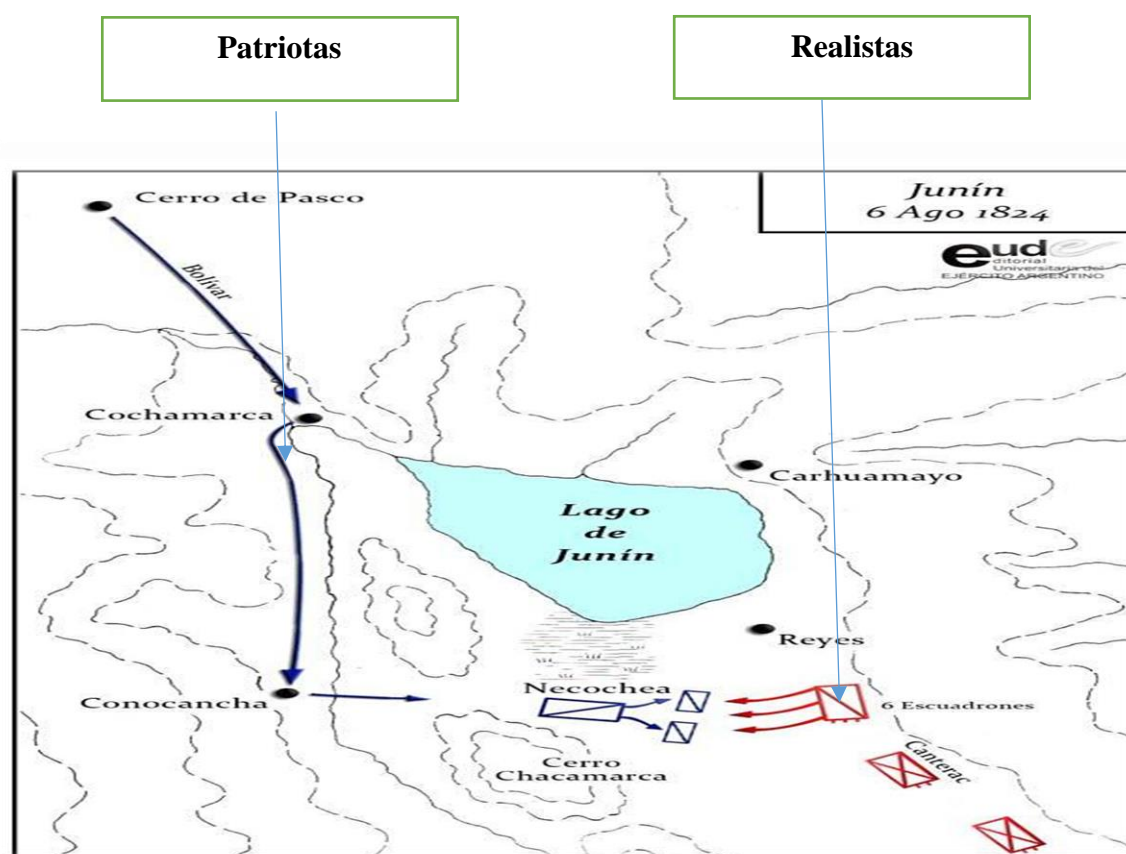 Patriotas
Realistas
Cerro de Pasco
Junín
6 Ago 1824
eude
ditorial
Universitaria del
EJÉRCITO ARGENTINO
Bolívar
Cochamarca
Carhuamayo
Lago
de
Junín
Reyes
Conocancha
Necochea
6 Escuadrones
Canterac
Cerro
Chacamarca